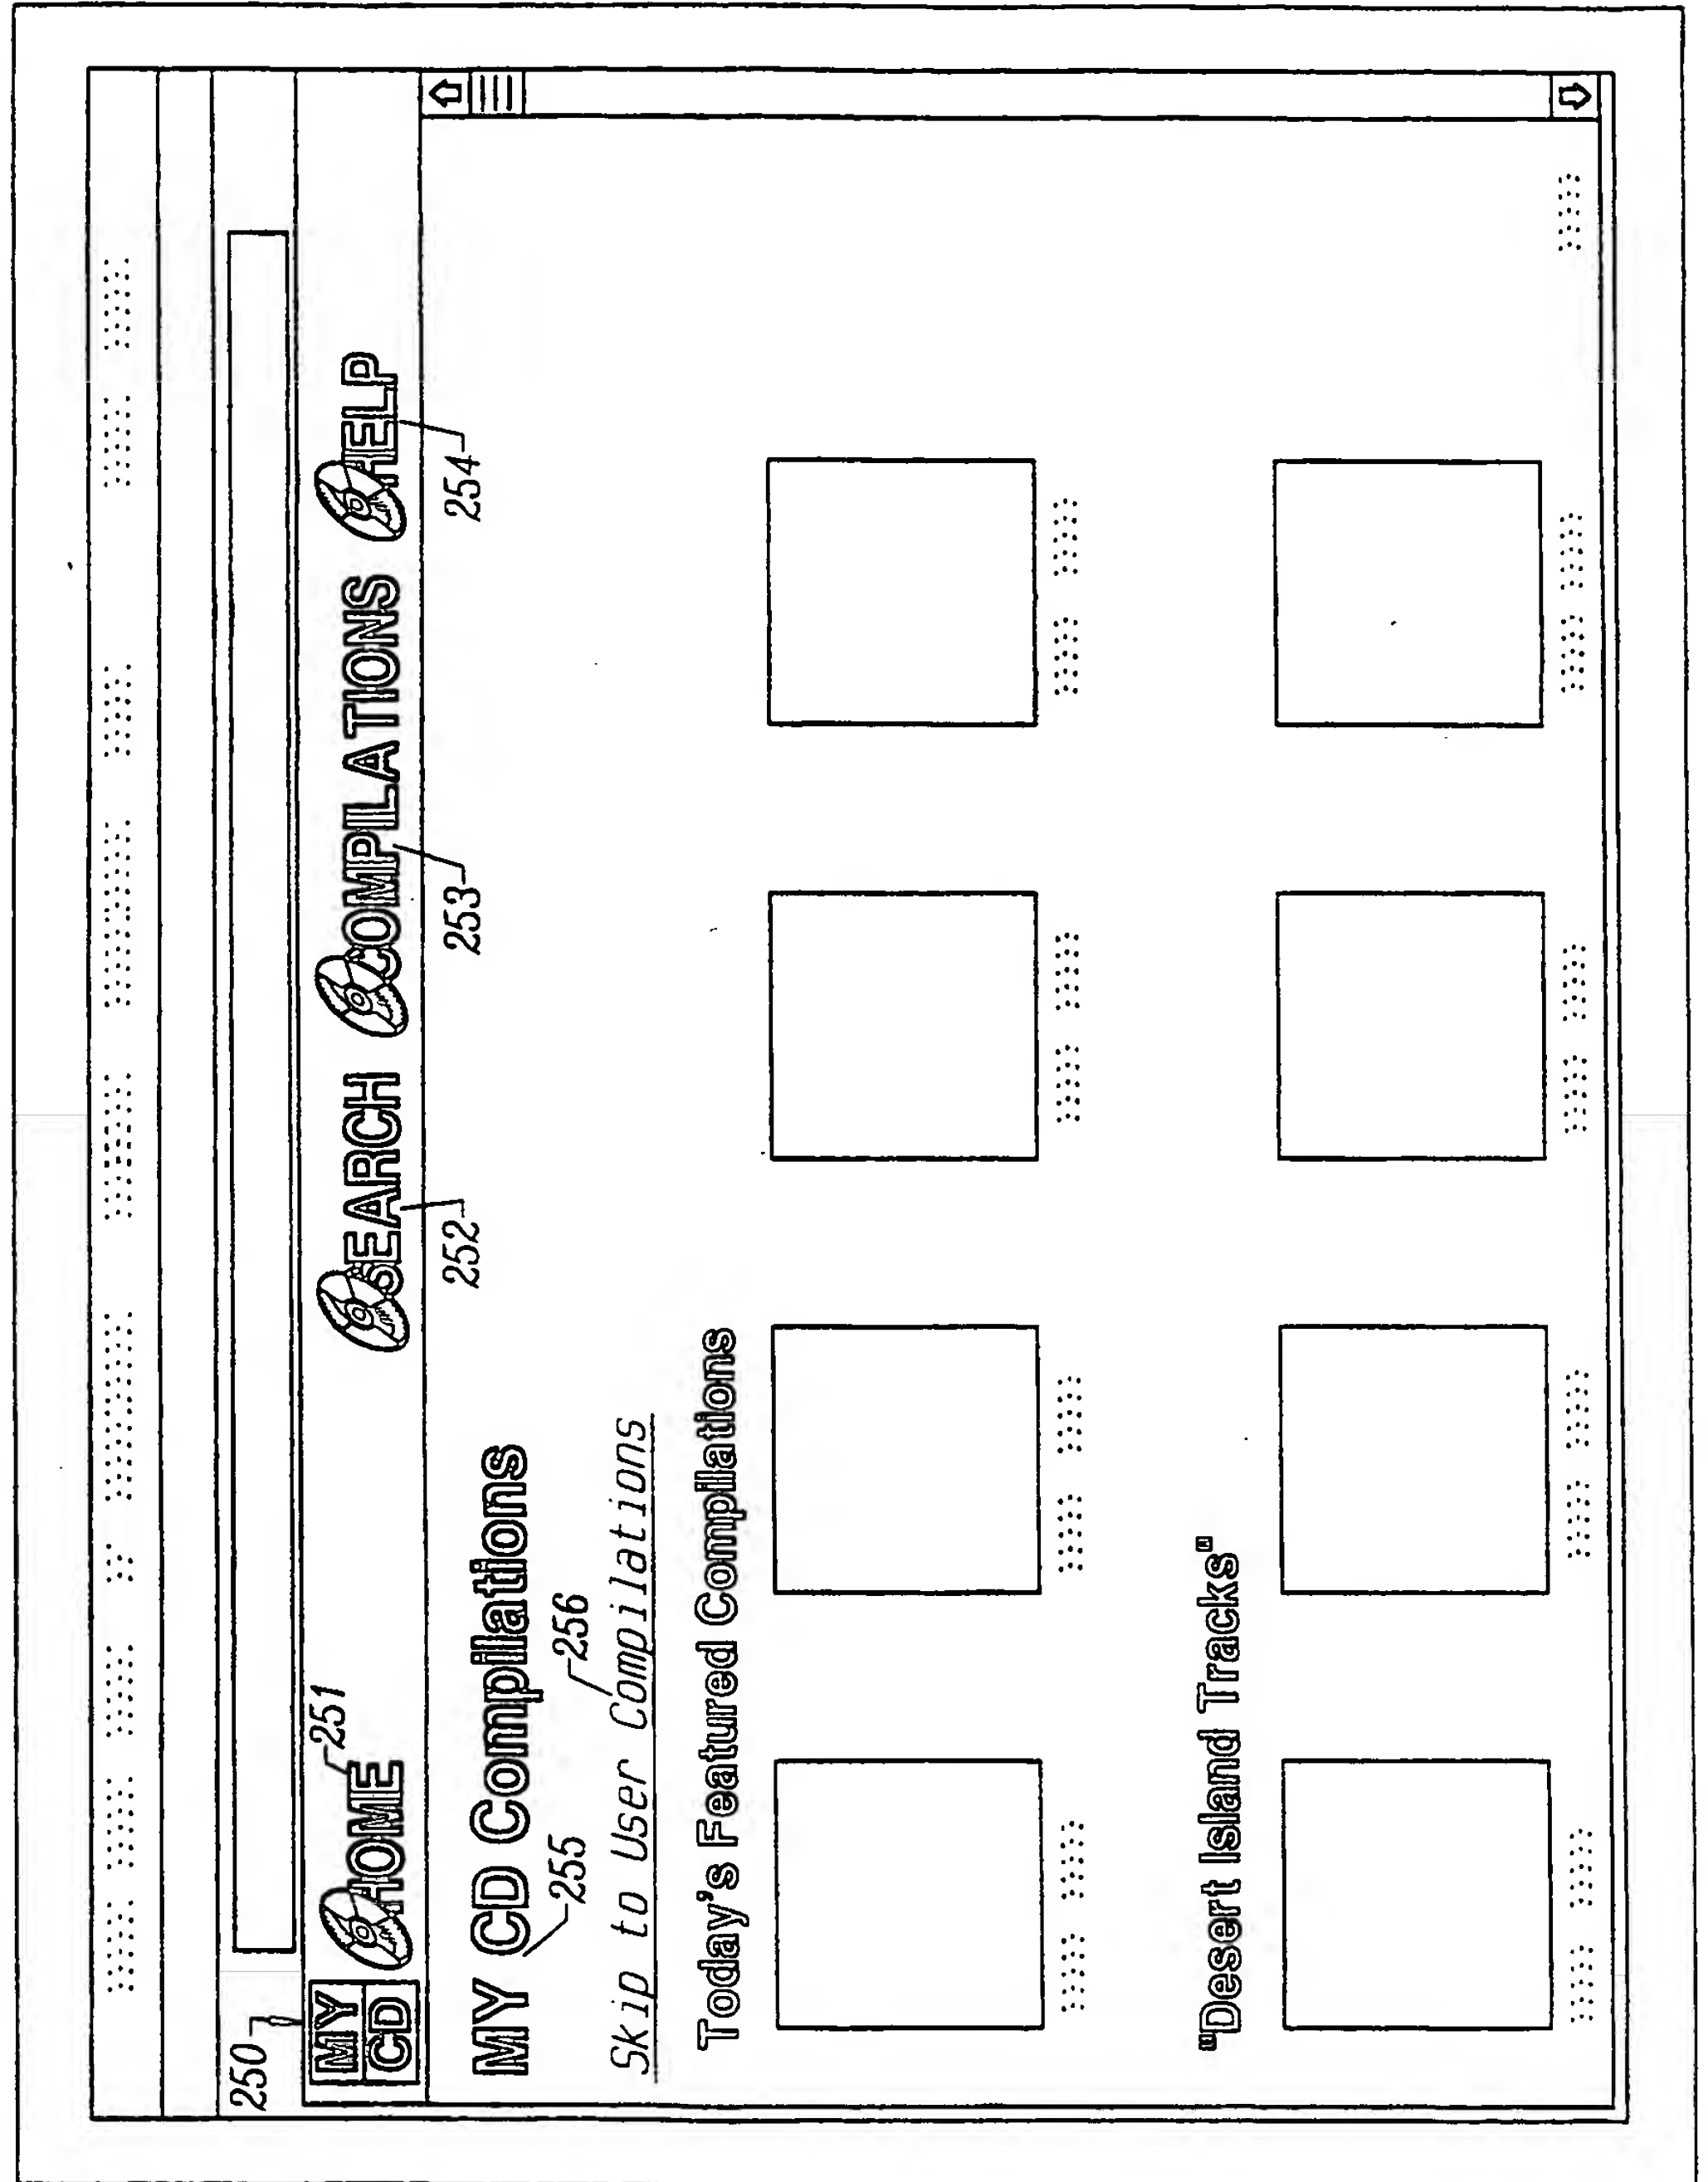 250
MY
CD
HOME
251
SEARCH
252
COMPILATIONS
253
HELP
254
MY CD Compilations
255
256
Skip to User Compilations
Today's Featured Compilations
"Desert Island Tracks"